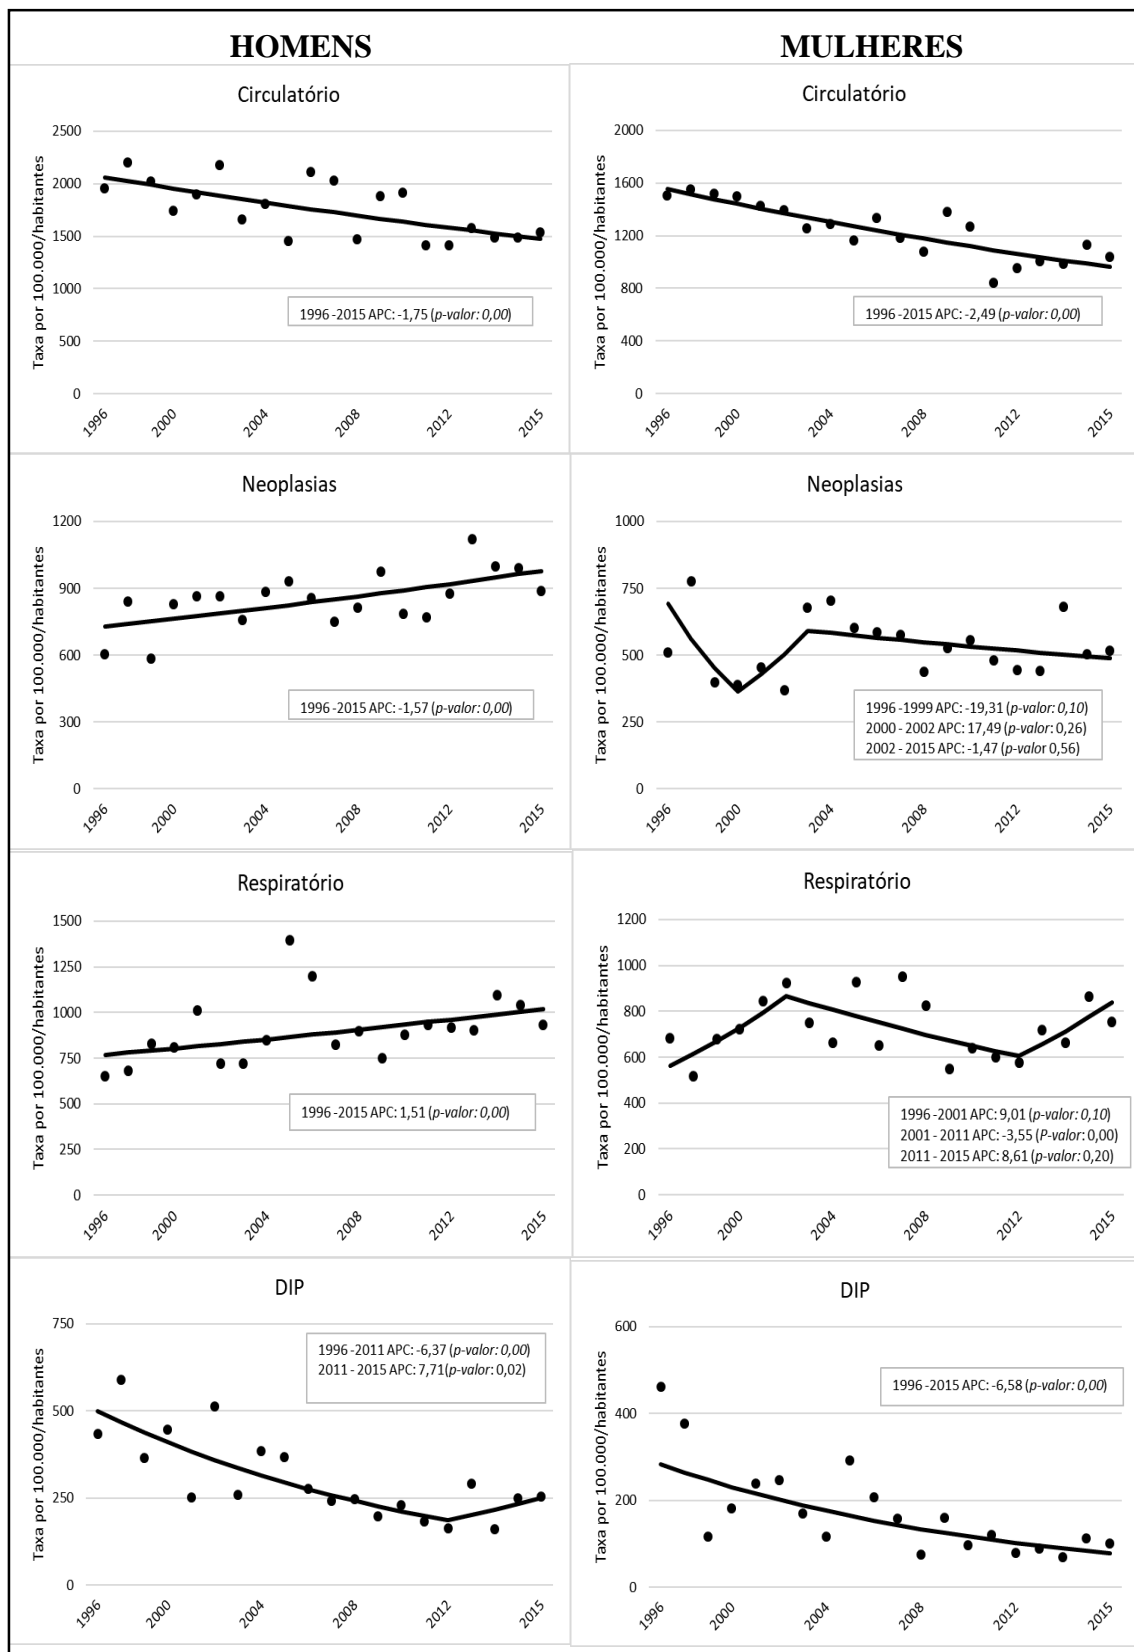 HOMENS
MULHERES
Circulatório
Taxa por 100.000/habitantes
2500
2000
1500
1000
500
0
1996 -2015 APC: -1,75 (p-valor: 0,00)
1996
2000
2004
2008
2012
2015
Circulatório
Taxa por 100.000/habitantes
2000
1600
1200
800
400
0
1996 -2015 APC: -2,49 (p-valor: 0,00)
1996
2000
2004
2008
2012
2015
Neoplasias
Taxa por 100.000/habitantes
1200
900
600
300
0
1996 -2015 APC: -1,57 (p-valor: 0,00)
1996
2000
2004
2008
2012
2015
Neoplasias
Taxa por 100.000/habitantes
1000
750
500
250
0
1996 -1999 APC: -19,31 (p-valor: 0,10)
2000 - 2002 APC: 17,49 (p-valor: 0,26)
2002 - 2015 APC: -1,47 (p-valor 0,56)
1996
2000
2004
2008
2012
2015
Respiratório
Taxa por 100.000/habitantes
1500
1250
1000
750
500
250
0
1996 -2015 APC: 1,51 (p-valor: 0,00)
1996
2000
2004
2008
2012
2015
Respiratório
Taxa por 100.000/habitantes
1200
1000
800
600
400
200
0
1996 -2001 APC: 9,01 (p-valor: 0,10)
2001 - 2011 APC: -3,55 (P-valor: 0,00)
2011 - 2015 APC: 8,61 (p-valor: 0,20)
1996
2000
2004
2008
2012
2015
DIP
Taxa por 100.000/habitantes
750
500
250
0
1996 -2011 APC: -6,37 (p-valor: 0,00)
2011 - 2015 APC: 7,71(p-valor: 0,02)
1996
2000
2004
2008
2012
2015
DIP
Taxa por 100.000/habitantes
600
400
200
0
1996 -2015 APC: -6,58 (p-valor: 0,00)
1996
2000
2004
2008
2012
2015